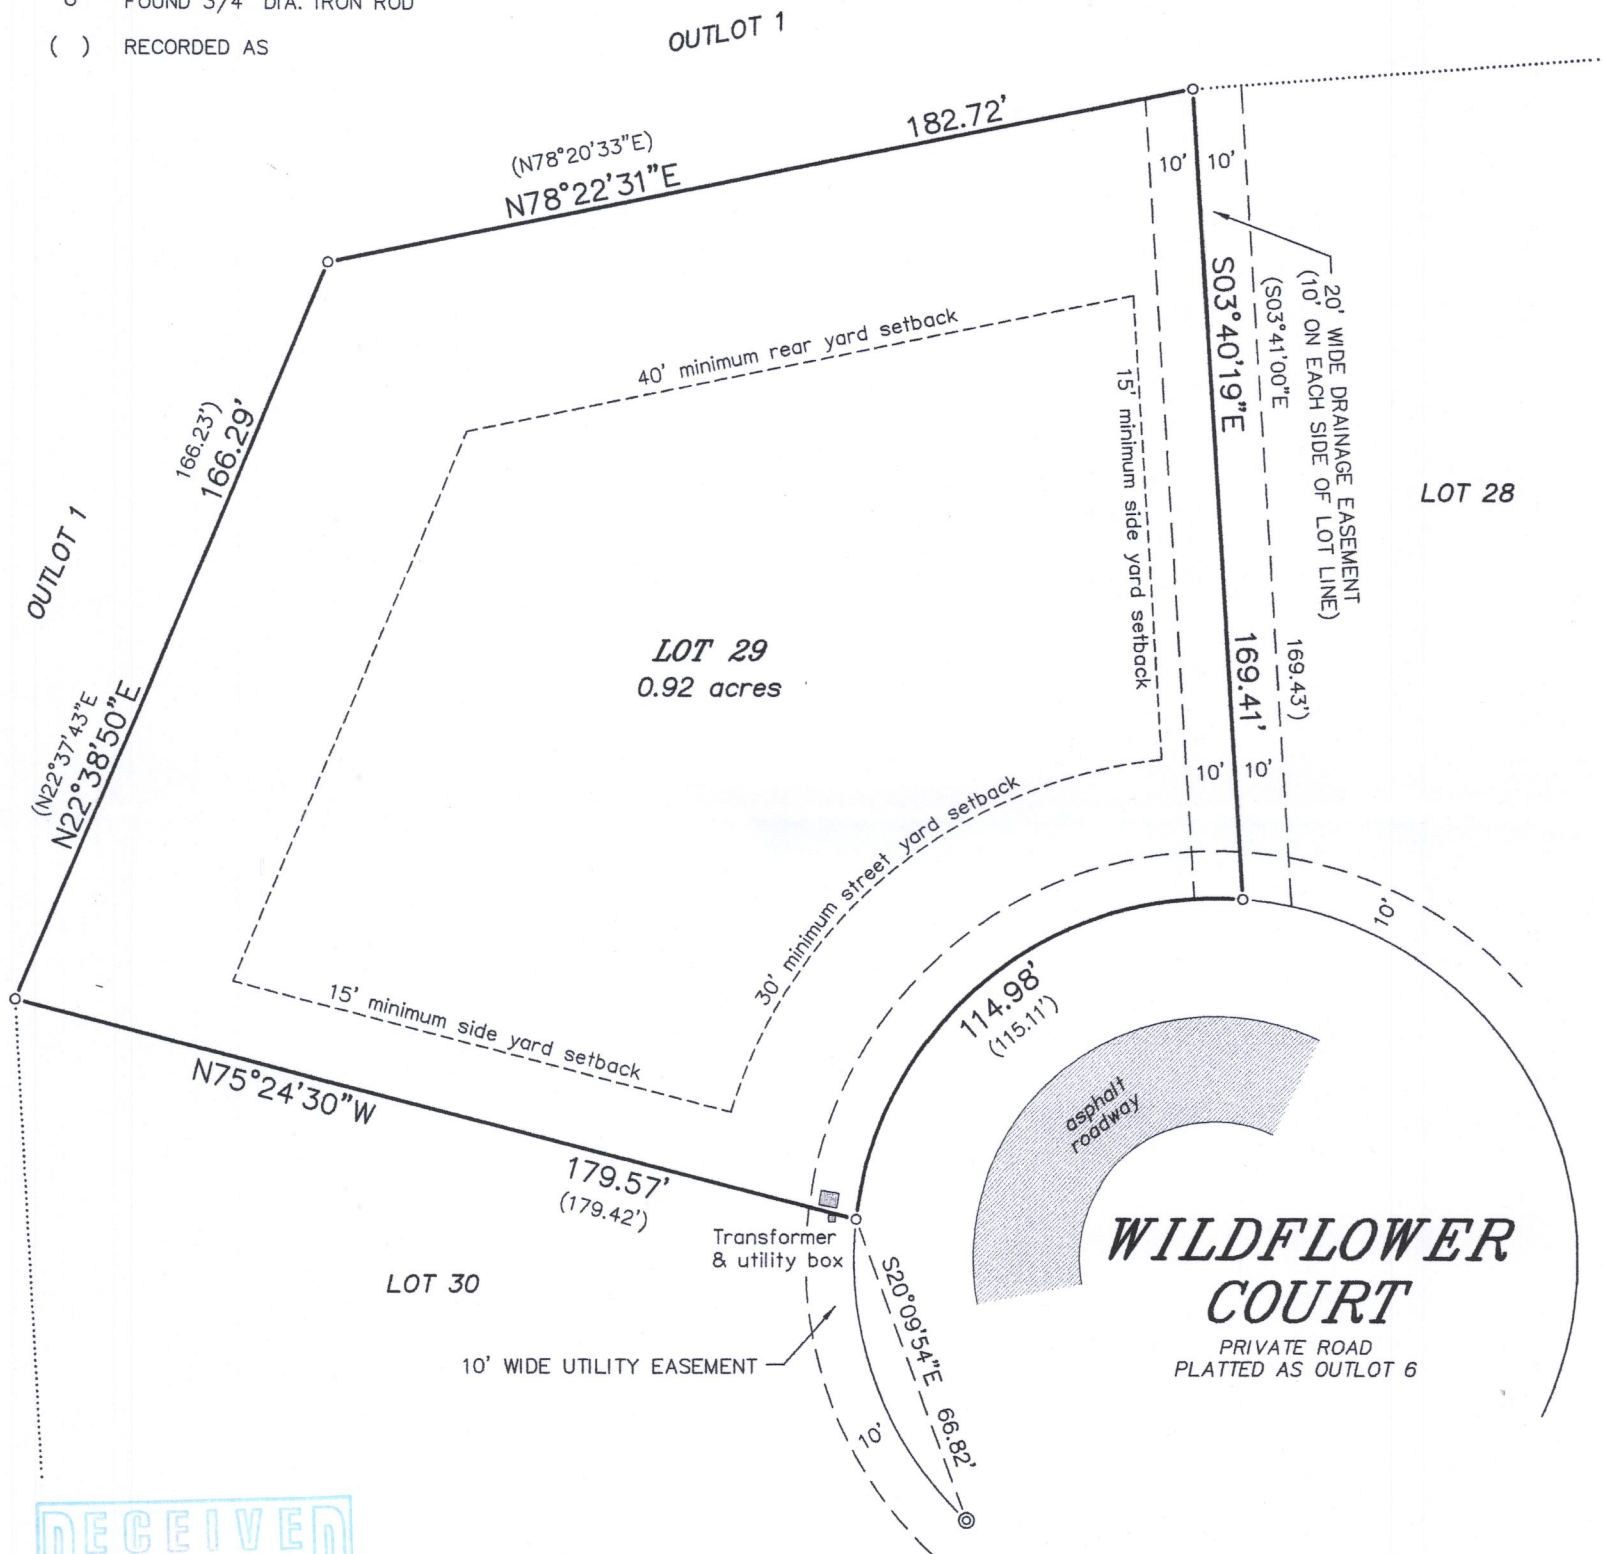 FOUND 3/4" DIA. IRON ROD
( ) RECORDED AS
OUTLOT 1
182.72'
(N78°20'33"E)
N78°22'31"E
10' 10'
20' WIDE DRAINAGE EASEMENT
(10' ON EACH SIDE OF LOT LINE)
(S03°41'00"E
S03°40'19"E
40' minimum rear yard setback
15' minimum side yard setback
166.23')
166.29'
OUTLOT 1
LOT 28
LOT 29
0.92 acres
169.41'
169.43')
(N22°37'43"E
N22°38'50"E
10' 10'
30' minimum street yard setback
10'
15' minimum side yard setback
114.98'
(115.11')
N75°24'30"W
asphalt
roadway
179.57'
(179.42')
Transformer
& utility box
LOT 30
S20°09'54"E 66.82'
WILDFLOWER
COURT
PRIVATE ROAD
PLATTED AS OUTLOT 6
10' WIDE UTILITY EASEMENT
10'
RECEIVED